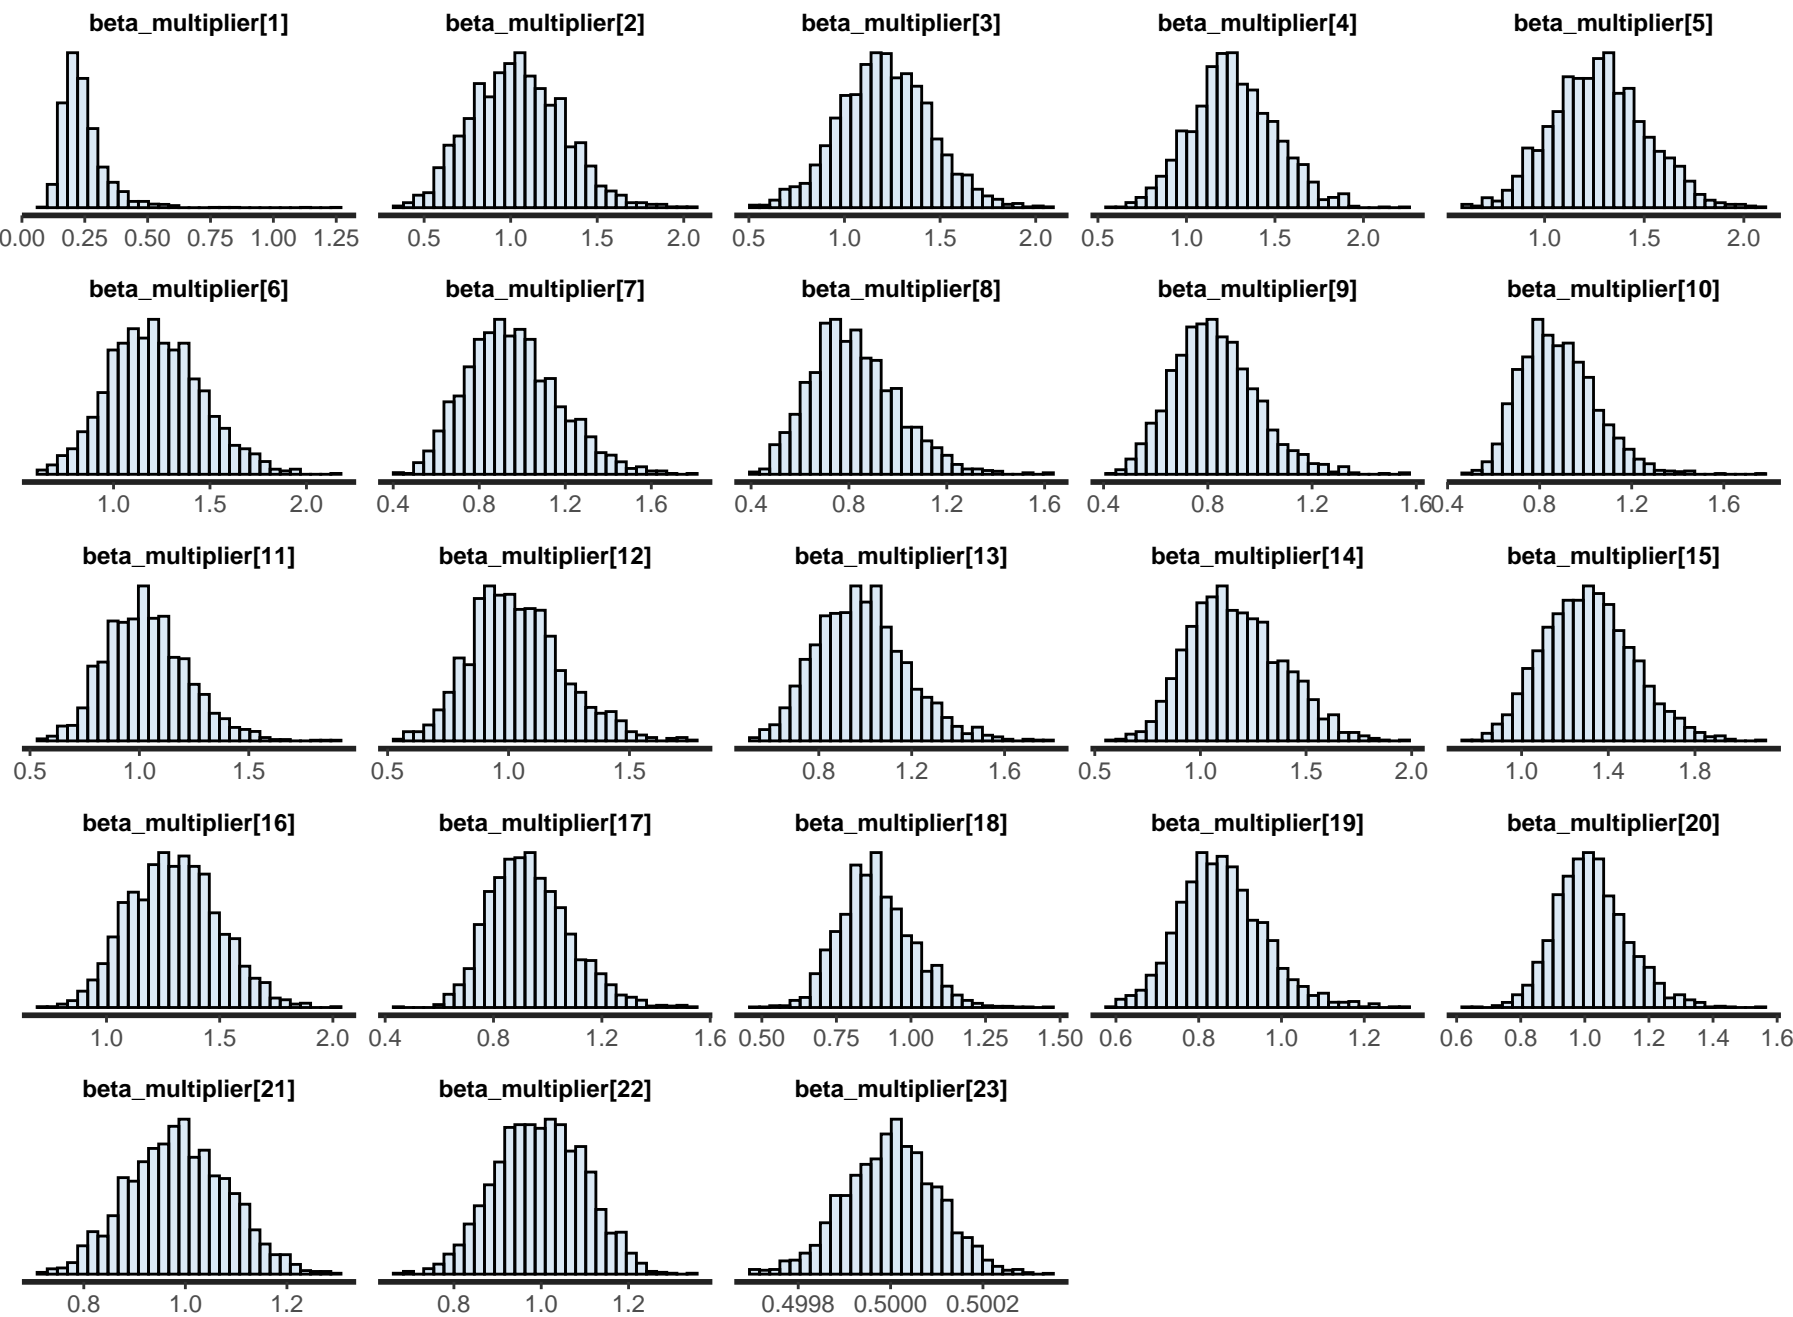 beta_multiplier[1] beta_multiplier[2] beta_multiplier[3] beta_multiplier[4] beta_multiplier[5]
0.00 0.25 0.50 0.75 1.00 1.25 0.5 1.0 1.5 2.0 0.5 1.0 1.5 2.0 0.5 1.0 1.5 2.0 1.0 1.5 2.0
beta_multiplier[6] beta_multiplier[7] beta_multiplier[8] beta_multiplier[9] beta_multiplier[10]
1.0 1.5 2.0 0.4 0.8 1.2 1.6 0.4 0.8 1.2 1.6 0.4 0.8 1.2 1.6 0.4 0.8 1.2 1.6
beta_multiplier[11] beta_multiplier[12] beta_multiplier[13] beta_multiplier[14] beta_multiplier[15]
0.5 1.0 1.5 0.5 1.0 1.5 0.8 1.2 1.6 0.5 1.0 1.5 2.0 1.0 1.4 1.8
beta_multiplier[16] beta_multiplier[17] beta_multiplier[18] beta_multiplier[19] beta_multiplier[20]
1.0 1.5 2.0 0.4 0.8 1.2 1.6 0.50 0.75 1.00 1.25 1.50 0.6 0.8 1.0 1.2 0.6 0.8 1.0 1.2 1.4 1.6
beta_multiplier[21] beta_multiplier[22] beta_multiplier[23]
0.8 1.0 1.2 0.8 1.0 1.2 0.4998 0.5000 0.5002